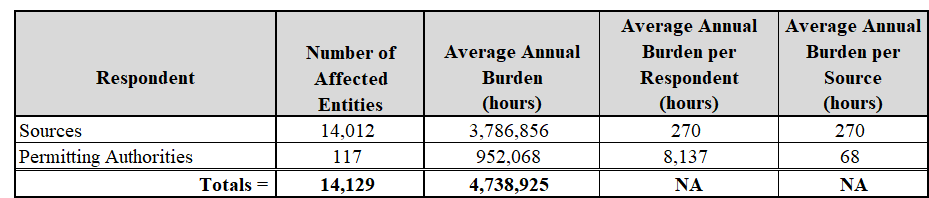 Respondent Number of Affected Entities Average Annual Burden (hours) Average Annual Burden per Respondent (hours) Average Annual Burden per Source (hours)
Sources 14,012 3,786,856 270 270
Permitting Authorities 117 952,068 8,137 68
Totals = 14,129 4,738,925 NA NA